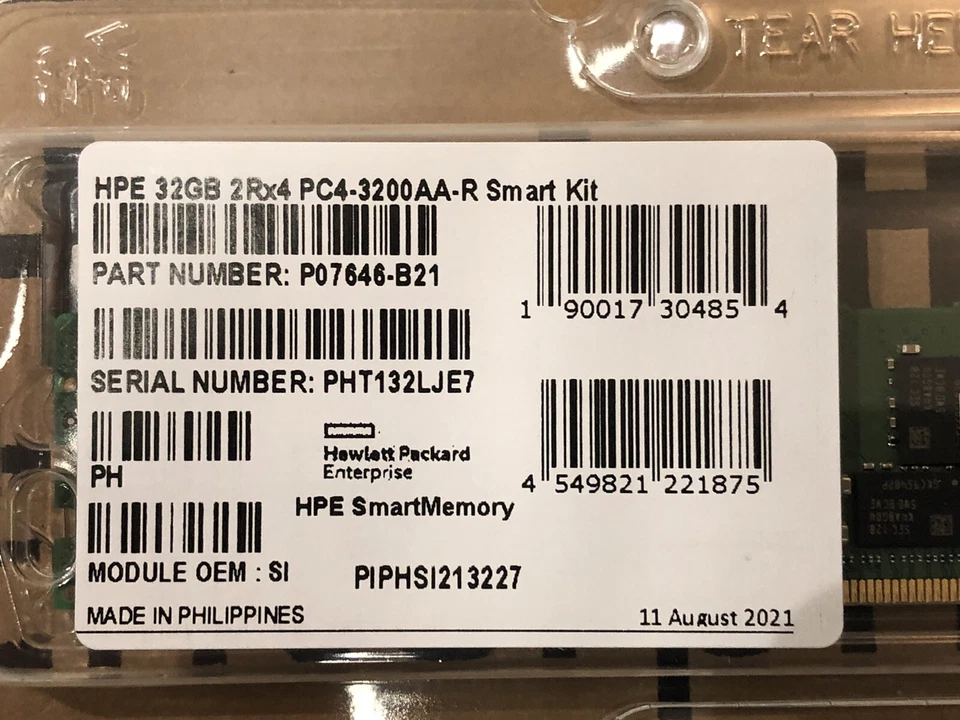 TEAR HE
HPE 32GB 2Rx4 PC4-3200AA-R Smart Kit
PART NUMBER: P07646-B21
1 90017 30485 4
SERIAL NUMBER: PHT132LJE7
PH
Hewlett Packard
Enterprise
4 549821 221875
HPE SmartMemory
MODULE OEM : SI
PIPHSI213227
MADE IN PHILIPPINES
11 August 2021
SEC 128